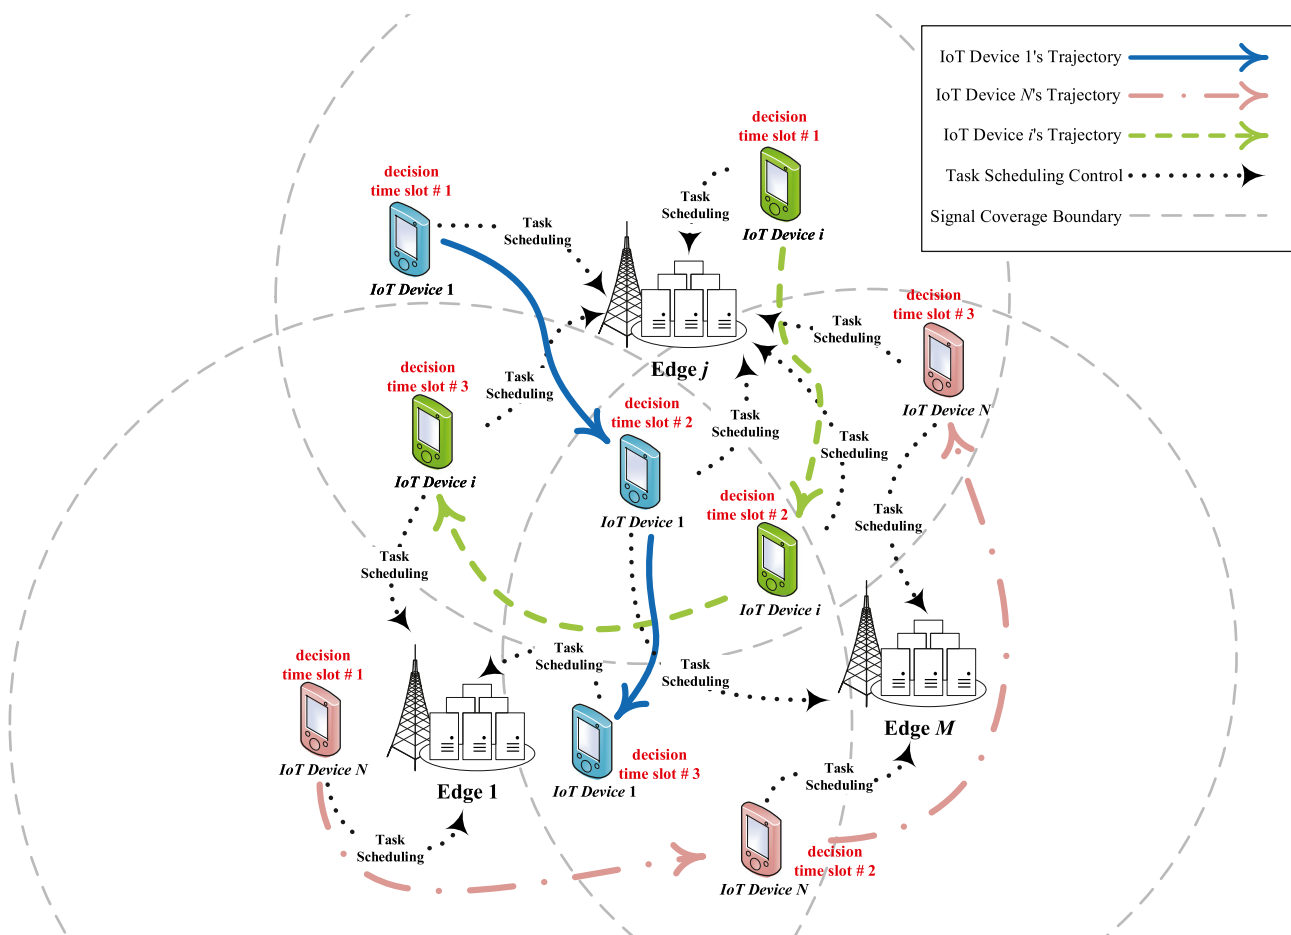 IoT Device 1's Trajectory
IoT Device N's Trajectory
IoT Device i's Trajectory
Task Scheduling Control
Signal Coverage Boundary
decision
time slot # 1
IoT Device i
Task
Scheduling
decision
time slot # 1
IoT Device 1
Task
Scheduling
Edge j
decision
time slot # 3
IoT Device N
Task
Scheduling
decision
time slot # 3
IoT Device i
Task
Scheduling
decision
time slot # 2
IoT Device 1
Task
Scheduling
Task
Scheduling
decision
time slot # 2
IoT Device i
Task
Scheduling
Task
Scheduling
decision
time slot # 1
IoT Device N
Task
Scheduling
Task
Scheduling
Edge M
Edge 1
decision
time slot # 3
IoT Device 1
Task
Scheduling
Task
Scheduling
decision
time slot # 2
IoT Device N